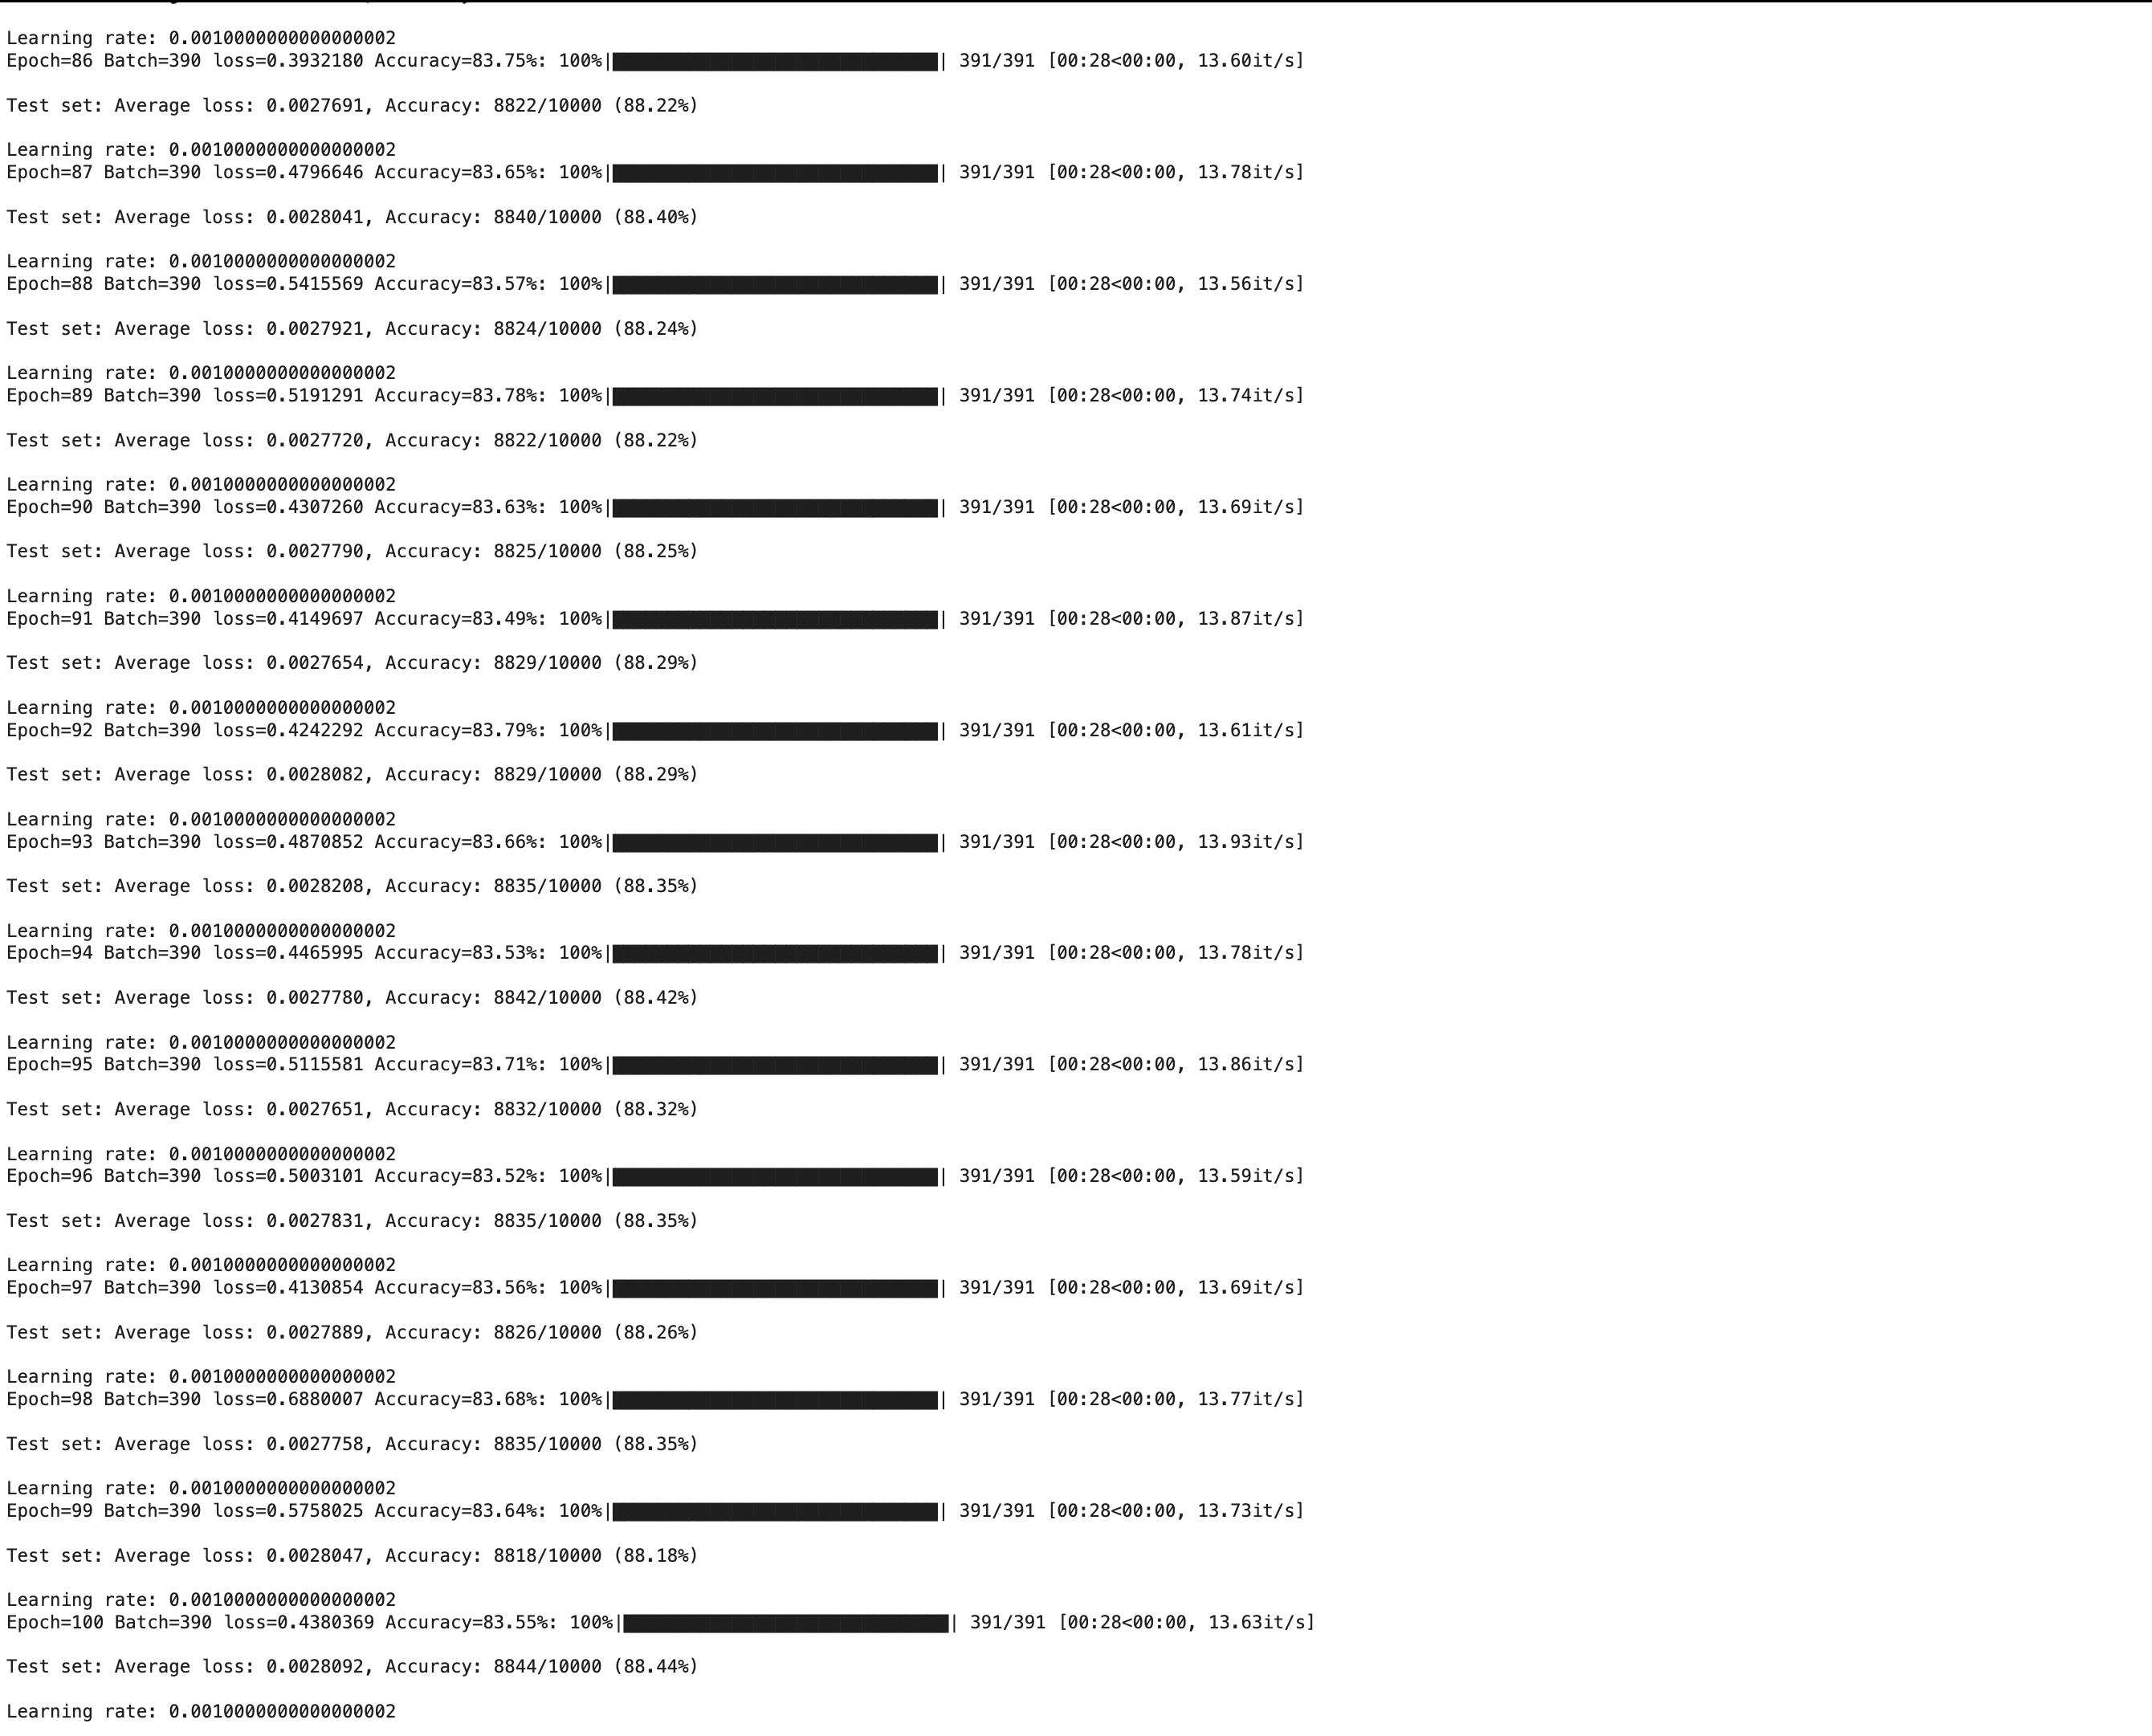 Learning rate: 0.0010000000000000002
Epoch=86 Batch=390 loss=0.3932180 Accuracy=83.75%: 100%|██████████| 391/391 [00:28<00:00, 13.60it/s]
Test set: Average loss: 0.0027691, Accuracy: 8822/10000 (88.22%)
Learning rate: 0.0010000000000000002
Epoch=87 Batch=390 loss=0.4796646 Accuracy=83.65%: 100%|██████████| 391/391 [00:28<00:00, 13.78it/s]
Test set: Average loss: 0.0028041, Accuracy: 8840/10000 (88.40%)
Learning rate: 0.0010000000000000002
Epoch=88 Batch=390 loss=0.5415569 Accuracy=83.57%: 100%|██████████| 391/391 [00:28<00:00, 13.56it/s]
Test set: Average loss: 0.0027921, Accuracy: 8824/10000 (88.24%)
Learning rate: 0.0010000000000000002
Epoch=89 Batch=390 loss=0.5191291 Accuracy=83.78%: 100%|██████████| 391/391 [00:28<00:00, 13.74it/s]
Test set: Average loss: 0.0027720, Accuracy: 8822/10000 (88.22%)
Learning rate: 0.0010000000000000002
Epoch=90 Batch=390 loss=0.4307260 Accuracy=83.63%: 100%|██████████| 391/391 [00:28<00:00, 13.69it/s]
Test set: Average loss: 0.0027790, Accuracy: 8825/10000 (88.25%)
Learning rate: 0.0010000000000000002
Epoch=91 Batch=390 loss=0.4149697 Accuracy=83.49%: 100%|██████████| 391/391 [00:28<00:00, 13.87it/s]
Test set: Average loss: 0.0027654, Accuracy: 8829/10000 (88.29%)
Learning rate: 0.0010000000000000002
Epoch=92 Batch=390 loss=0.4242292 Accuracy=83.79%: 100%|██████████| 391/391 [00:28<00:00, 13.61it/s]
Test set: Average loss: 0.0028082, Accuracy: 8829/10000 (88.29%)
Learning rate: 0.0010000000000000002
Epoch=93 Batch=390 loss=0.4870852 Accuracy=83.66%: 100%|██████████| 391/391 [00:28<00:00, 13.93it/s]
Test set: Average loss: 0.0028208, Accuracy: 8835/10000 (88.35%)
Learning rate: 0.0010000000000000002
Epoch=94 Batch=390 loss=0.4465995 Accuracy=83.53%: 100%|██████████| 391/391 [00:28<00:00, 13.78it/s]
Test set: Average loss: 0.0027780, Accuracy: 8842/10000 (88.42%)
Learning rate: 0.0010000000000000002
Epoch=95 Batch=390 loss=0.5115581 Accuracy=83.71%: 100%|██████████| 391/391 [00:28<00:00, 13.86it/s]
Test set: Average loss: 0.0027651, Accuracy: 8832/10000 (88.32%)
Learning rate: 0.0010000000000000002
Epoch=96 Batch=390 loss=0.5003101 Accuracy=83.52%: 100%|██████████| 391/391 [00:28<00:00, 13.59it/s]
Test set: Average loss: 0.0027831, Accuracy: 8835/10000 (88.35%)
Learning rate: 0.0010000000000000002
Epoch=97 Batch=390 loss=0.4130854 Accuracy=83.56%: 100%|██████████| 391/391 [00:28<00:00, 13.69it/s]
Test set: Average loss: 0.0027889, Accuracy: 8826/10000 (88.26%)
Learning rate: 0.0010000000000000002
Epoch=98 Batch=390 loss=0.6880007 Accuracy=83.68%: 100%|██████████| 391/391 [00:28<00:00, 13.77it/s]
Test set: Average loss: 0.0027758, Accuracy: 8835/10000 (88.35%)
Learning rate: 0.0010000000000000002
Epoch=99 Batch=390 loss=0.5758025 Accuracy=83.64%: 100%|██████████| 391/391 [00:28<00:00, 13.73it/s]
Test set: Average loss: 0.0028047, Accuracy: 8818/10000 (88.18%)
Learning rate: 0.0010000000000000002
Epoch=100 Batch=390 loss=0.4380369 Accuracy=83.55%: 100%|██████████| 391/391 [00:28<00:00, 13.63it/s]
Test set: Average loss: 0.0028092, Accuracy: 8844/10000 (88.44%)
Learning rate: 0.0010000000000000002